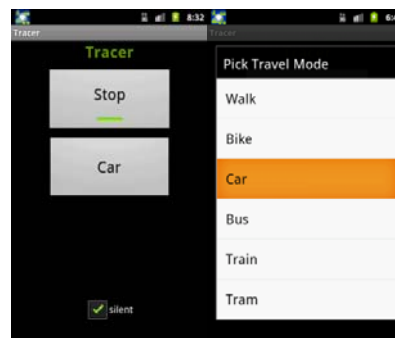 8:32
Tracer
Tracer
Stop
Car
silent
Tracer
Pick Travel Mode
Walk
Bike
Car
Bus
Train
Tram